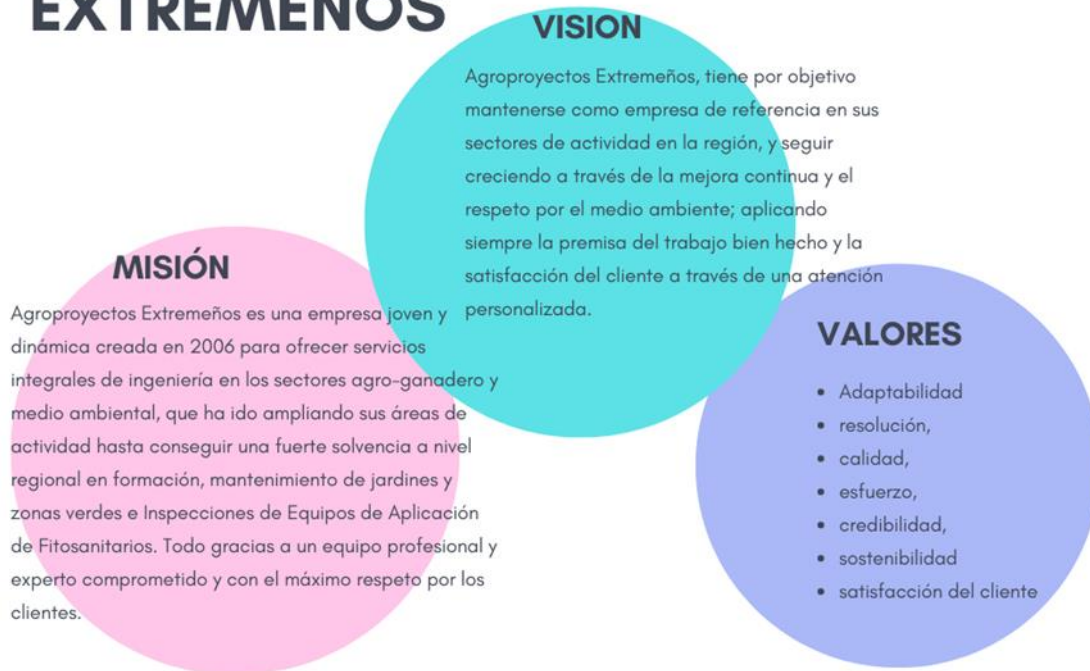 EXTREMEÑOS
VISION
Agroproyectos Extremeños, tiene por objetivo
mantenerse como empresa de referencia en sus
sectores de actividad en la región, y seguir
creciendo a través de la mejora continua y el
respeto por el medio ambiente; aplicando
siempre la premisa del trabajo bien hecho y la
satisfacción del cliente a través de una atención
personalizada.
MISIÓN
Agroproyectos Extremeños es una empresa joven y
dinámica creada en 2006 para ofrecer servicios
integrales de ingeniería en los sectores agro-ganadero y
medio ambiental, que ha ido ampliando sus áreas de
actividad hasta conseguir una fuerte solvencia a nivel
regional en formación, mantenimiento de jardines y
zonas verdes e Inspecciones de Equipos de Aplicación
de Fitosanitarios. Todo gracias a un equipo profesional y
experto comprometido y con el máximo respeto por los
clientes.
VALORES
• Adaptabilidad
• resolución,
• calidad,
• esfuerzo,
• credibilidad,
• sostenibilidad
• satisfacción del cliente